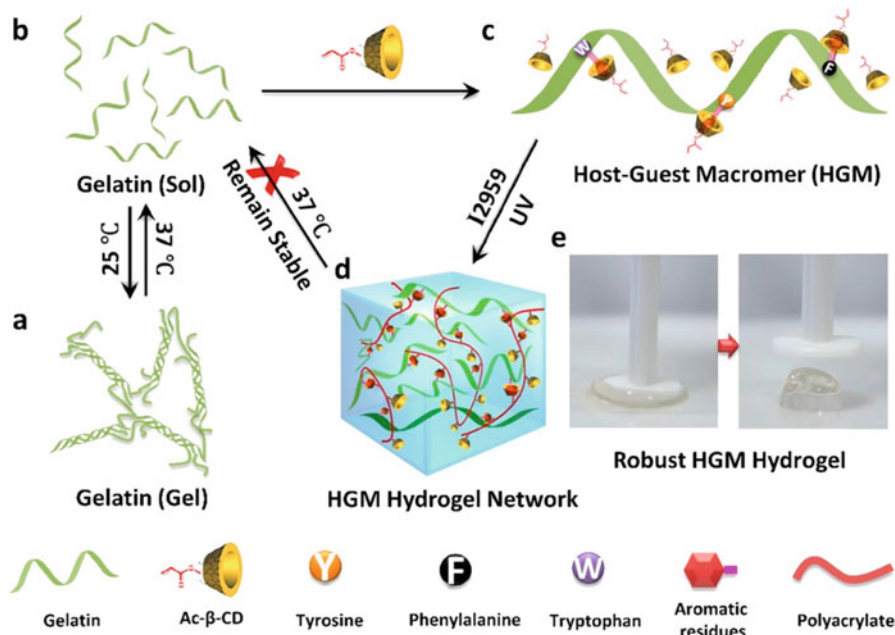 b
c
W
F
Y
Gelatin (Sol)
Host-Guest Macromer (HGM)
25 ℃
37 ℃
Remain Stable
37 ℃
I2959
UV
a
d
e
Gelatin (Gel)
HGM Hydrogel Network
Robust HGM Hydrogel
Y
F
W
Gelatin
Ac-β-CD
Tyrosine
Phenylalanine
Tryptophan
Aromatic
residues
Polyacrylate